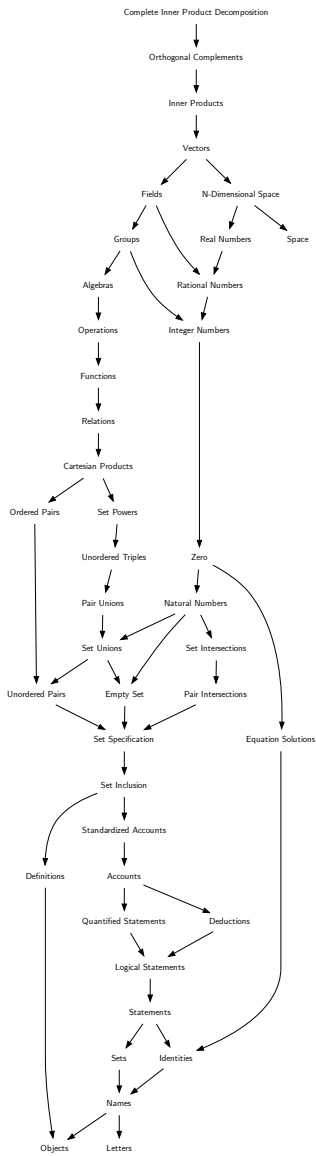 Complete Inner Product Decomposition
Orthogonal Complements
Inner Products
Vectors
Fields
N-Dimensional Space
Groups
Real Numbers
Space
Algebras
Rational Numbers
Operations
Integer Numbers
Functions
Relations
Cartesian Products
Ordered Pairs
Set Powers
Unordered Triples
Zero
Pair Unions
Natural Numbers
Set Unions
Set Intersections
Unordered Pairs
Empty Set
Pair Intersections
Set Specification
Equation Solutions
Set Inclusion
Standardized Accounts
Definitions
Accounts
Quantified Statements
Deductions
Logical Statements
Statements
Sets
Identities
Names
Objects
Letters